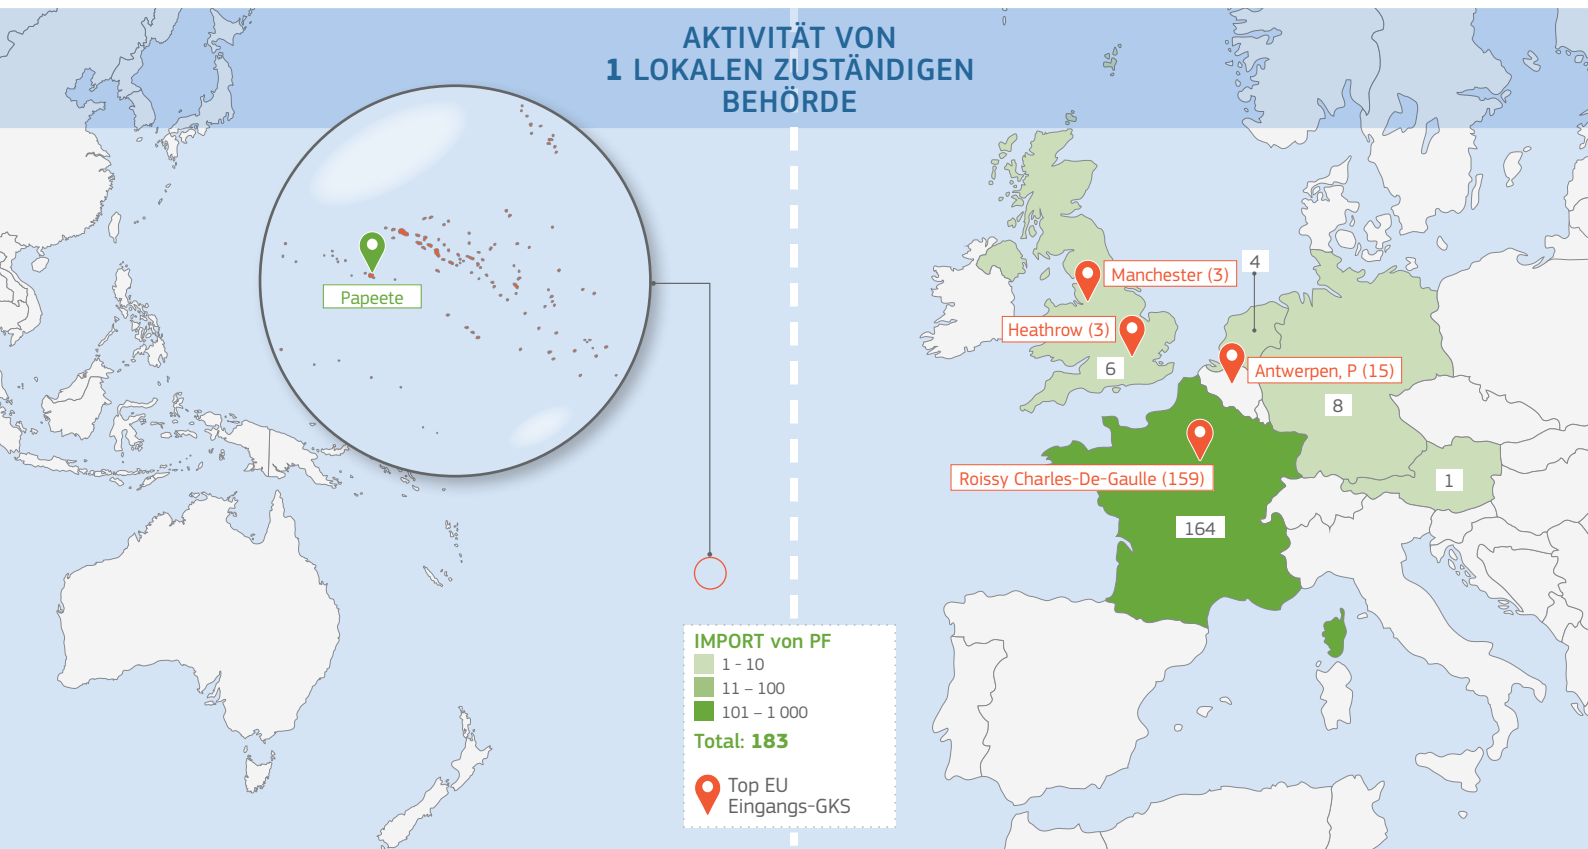 AKTIVITÄT VON
1 LOKALEN ZUSTÄNDIGEN
BEHÖRDE
Papeete
Manchester (3)
4
Heathrow (3)
6
Antwerpen, P (15)
8
Roissy Charles-De-Gaulle (159)
1
164
IMPORT von PF
1 - 10
11 – 100
101 – 1 000
Total: 183
Top EU
Eingangs-GKS